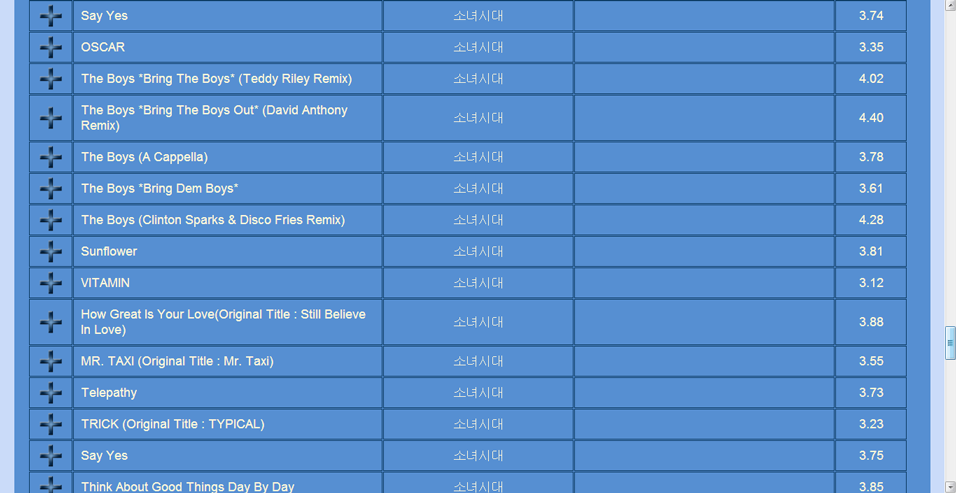 Say Yes 소녀시대 3.74
OSCAR 소녀시대 3.35
The Boys *Bring The Boys* (Teddy Riley Remix) 소녀시대 4.02
The Boys *Bring The Boys Out* (David Anthony
Remix) 소녀시대 4.40
The Boys (A Cappella) 소녀시대 3.78
The Boys *Bring Dem Boys* 소녀시대 3.61
The Boys (Clinton Sparks & Disco Fries Remix) 소녀시대 4.28
Sunflower 소녀시대 3.81
VITAMIN 소녀시대 3.12
How Great Is Your Love(Original Title : Still Believe
In Love) 소녀시대 3.88
MR. TAXI (Original Title : Mr. Taxi) 소녀시대 3.55
Telepathy 소녀시대 3.73
TRICK (Original Title : TYPICAL) 소녀시대 3.23
Say Yes 소녀시대 3.75
Think About Good Things Day By Day 소녀시대 3.85